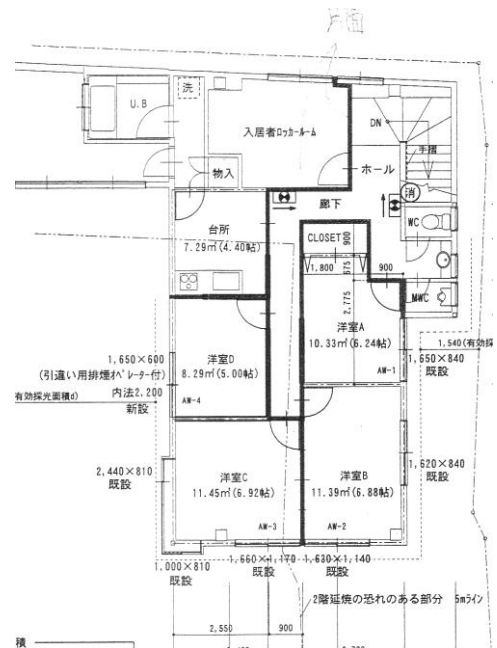 片面
U.B
洗
入居者ロッカールーム
DN
手摺
ホール
物入
消
廊下
WC
台所
7.29㎡(4.40帖)
CLOSET
900
1,800
675
900
MWC
2,775
洋室A
10.33㎡(6.24帖)
AW-1
1,540(有効採
1,650×840
既設
1,650×600
(引違い用排煙オペレーター付)
内法2,200
新設
有効採光面積d)
洋室D
8.29㎡(5.00帖)
AW-4
2,440×810
既設
洋室C
11.45㎡(6.92帖)
AW-3
洋室B
11.39㎡(6.88帖)
AW-2
1,620×840
既設
1,000×810
既設
1,660×1,170
既設
1,630×1,140
既設
2階延焼の恐れのある部分 5mライン
2,550
900
積